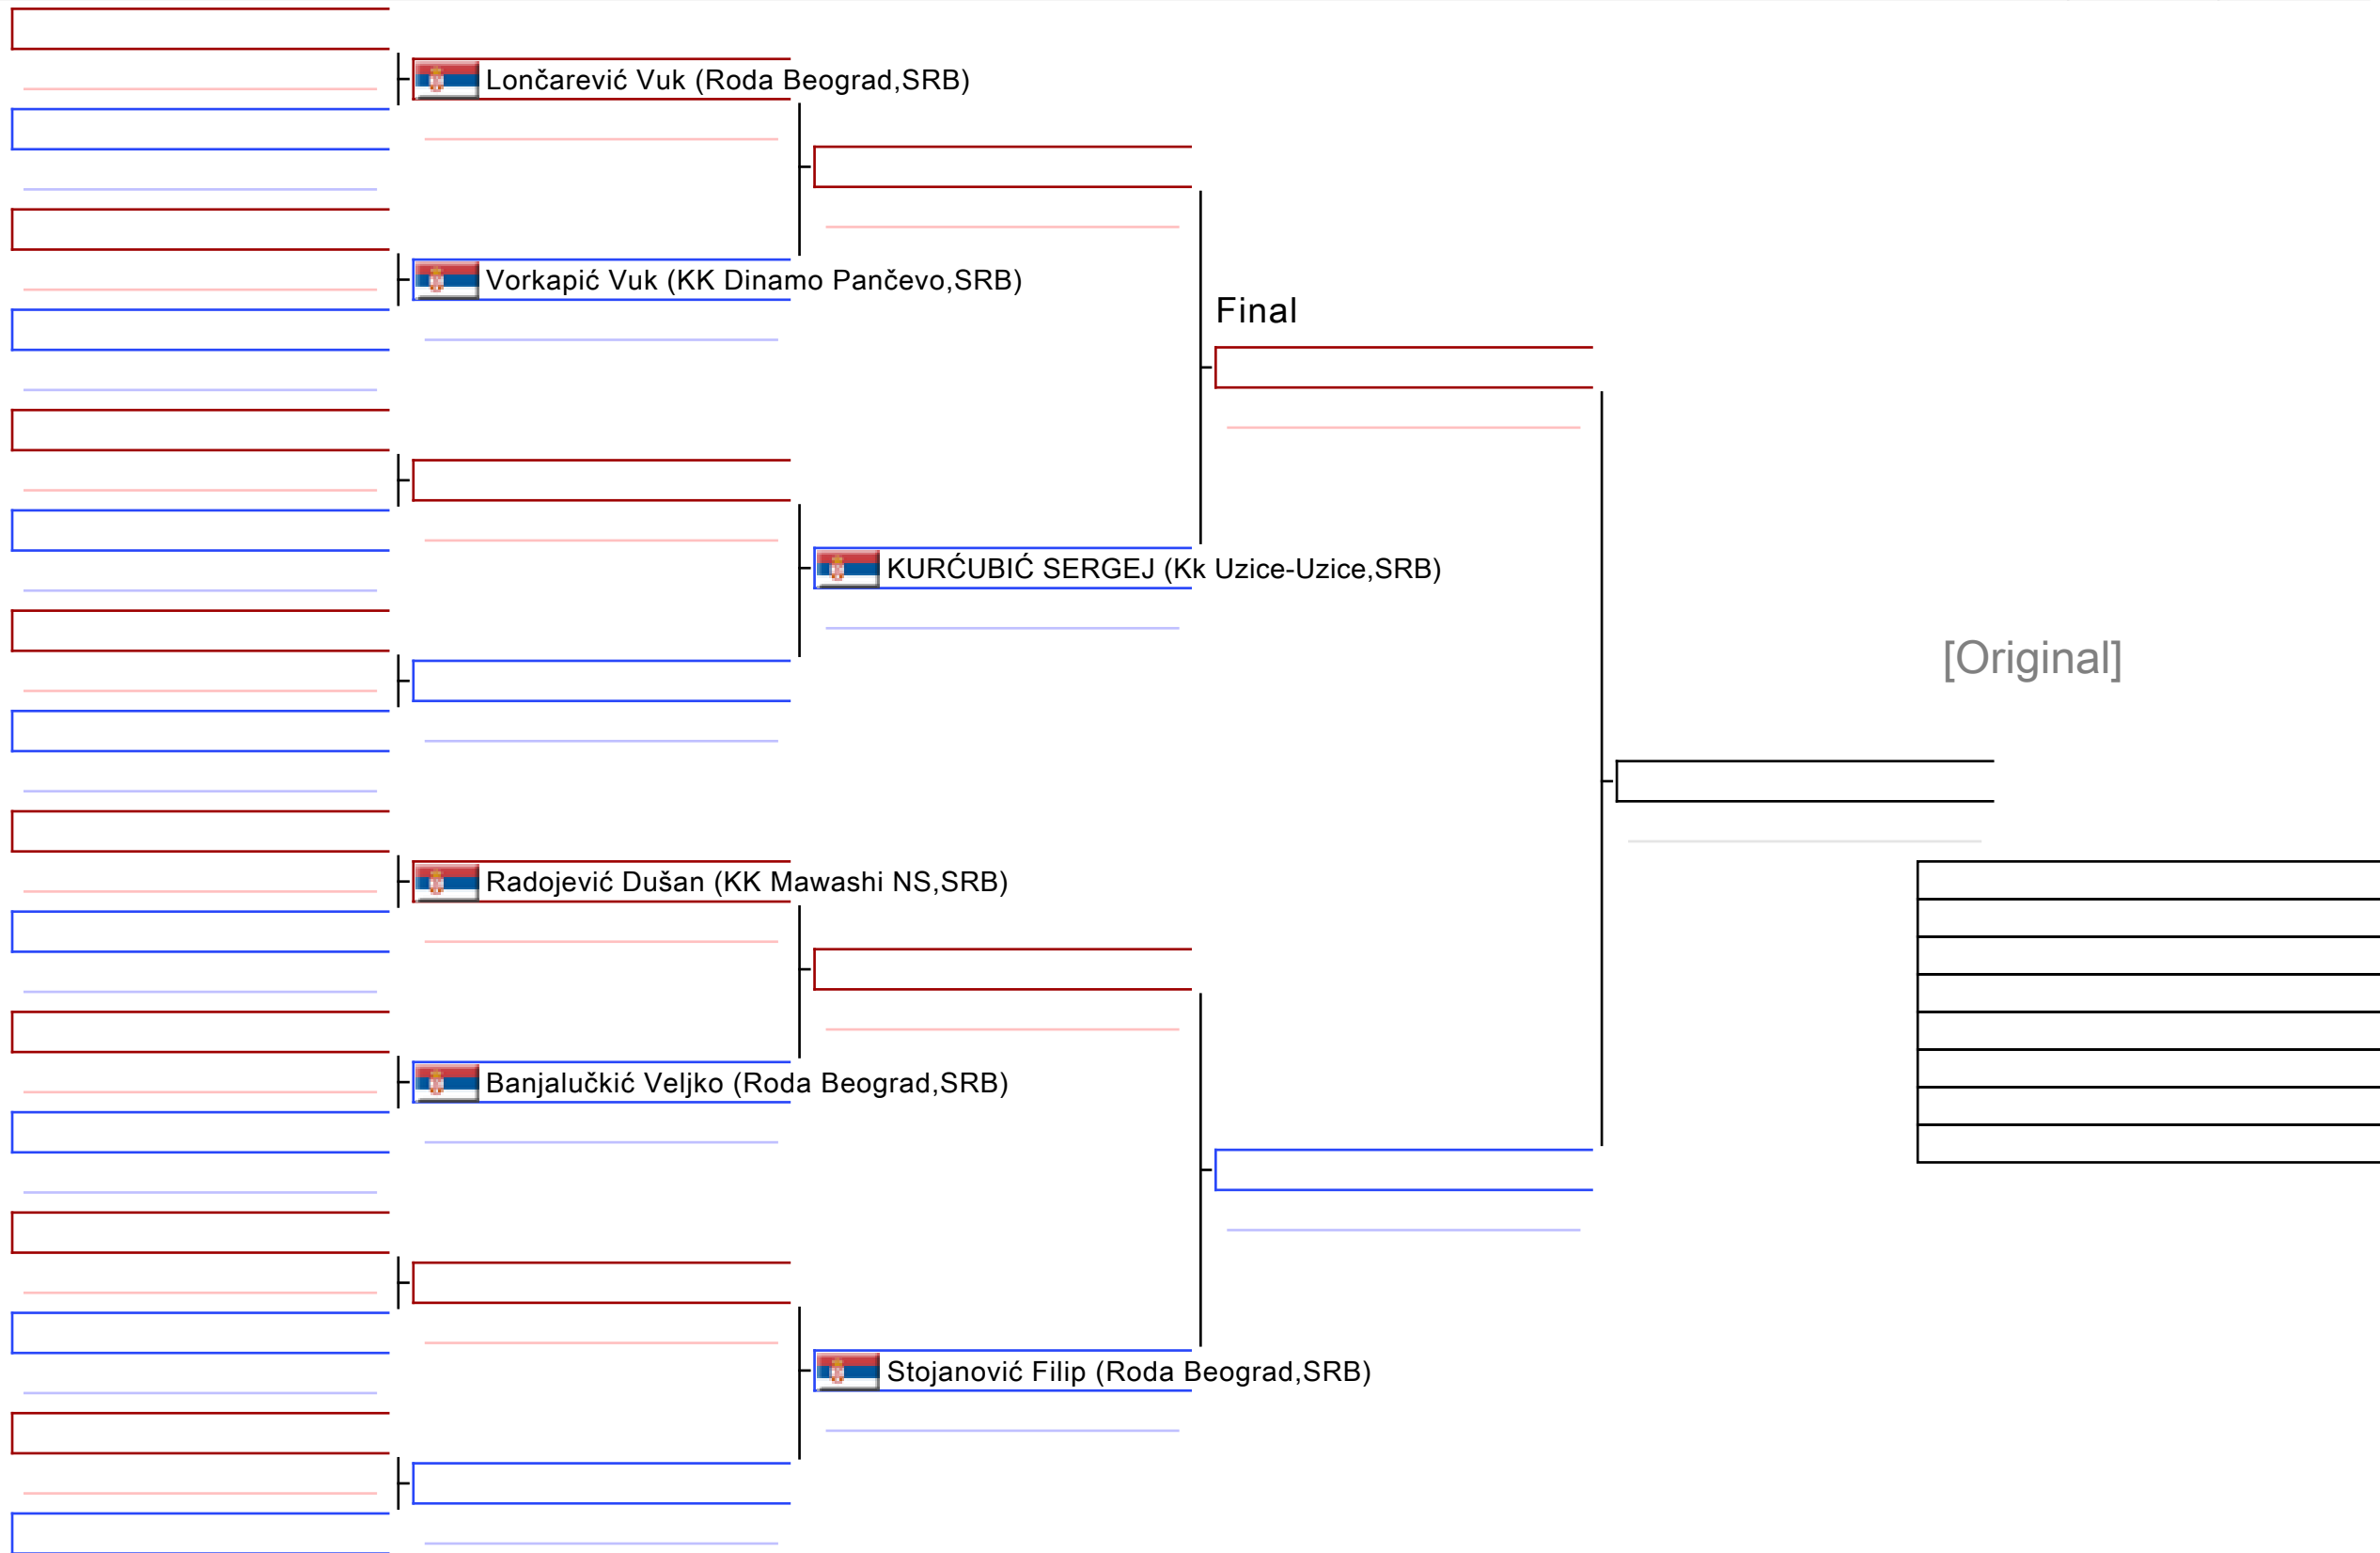 Lončarević Vuk (Roda Beograd,SRB)
Vorkapić Vuk (KK Dinamo Pančevo,SRB)
Final
KURĆUBIĆ SERGEJ (Kk Uzice-Uzice,SRB)
[Original]
Radojević Dušan (KK Mawashi NS,SRB)
Banjalučkić Veljko (Roda Beograd,SRB)
Stojanović Filip (Roda Beograd,SRB)